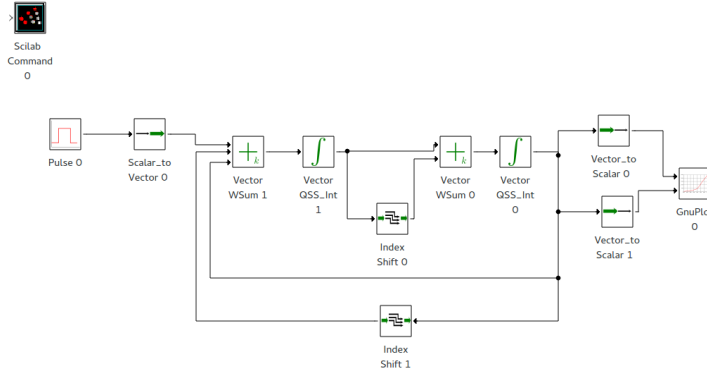 Scilab
Command
0
Pulse 0
Scalar_to
Vector 0
+k
Vector
WSum 1
∫
Vector
QSS_Int
1
Index
Shift 0
+k
Vector
WSum 0
∫
Vector
QSS_Int
0
Vector_to
Scalar 0
Vector_to
Scalar 1
GnuPlo
0
Index
Shift 1